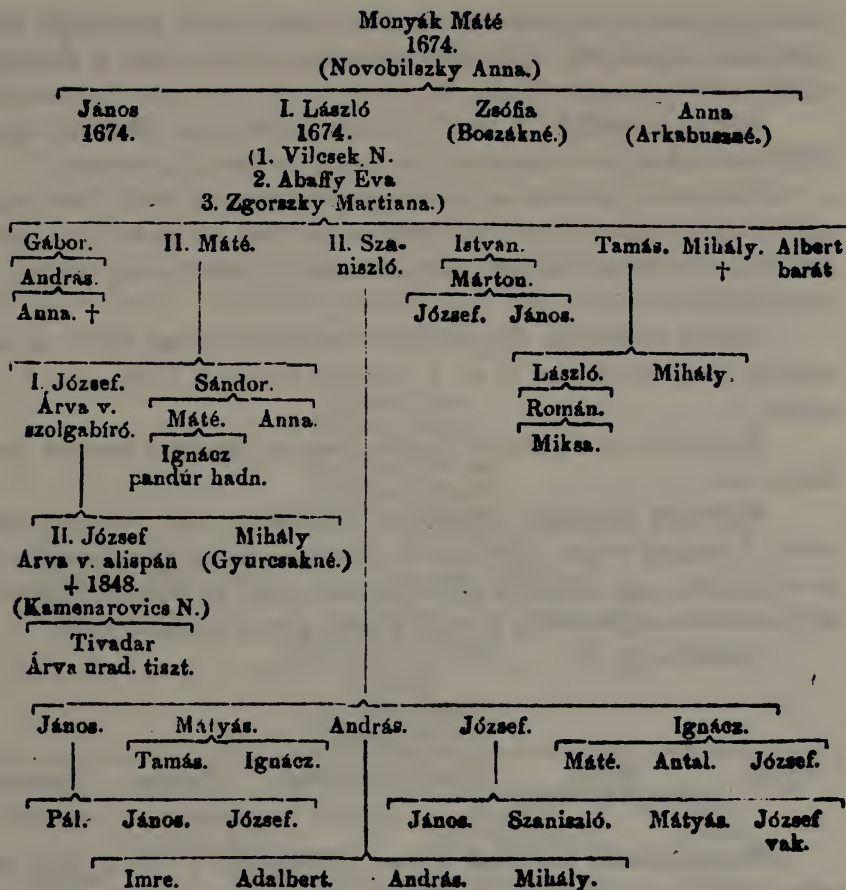 Monyák Máté
1674.
(Novobilszky Anna.)
János I. László Zsófia Anna
1674. 1674. (Boszákné.) (Arkabuszné.)
(1. Vilcsek N.
2. Abaffy Eva
3. Zgorszky Martiana.)
Gábor. II. Máté. II. Sza- Istvan. Tamás. Mihály. Albert
niszló. † barát
András. Márton.
Anna. † József. János.
I. József. Sándor. László. Mihály.
Árva v. Máté. Anna. Román.
szolgabíró. Ignácz Miksa.
pandúr hadn.
II. József Mihály
Arva v. alispán (Gyurcsakné.)
† 1848.
(Kamenarovics N.)
Tivadar
Árva urad. tiszt.
János. Mátyás. András. József. Ignácz.
Tamás. Ignácz. Máté. Antal. József.
Pál. János. József. János. Szaniszló. Mátyás. József
vak.
Imre. Adalbert. András. Mihály.